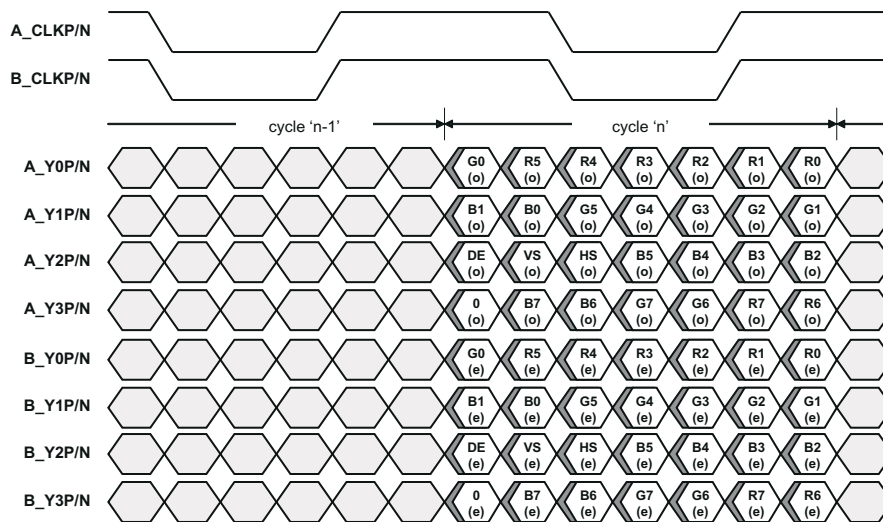 A_CLKP/N
B_CLKP/N
cycle ‘n-1’ cycle ‘n’
A_Y0P/N G0 (o) R5 (o) R4 (o) R3 (o) R2 (o) R1 (o) R0 (o)
A_Y1P/N B1 (o) B0 (o) G5 (o) G4 (o) G3 (o) G2 (o) G1 (o)
A_Y2P/N DE (o) VS (o) HS (o) B5 (o) B4 (o) B3 (o) B2 (o)
A_Y3P/N 0 (o) B7 (o) B6 (o) G7 (o) G6 (o) R7 (o) R6 (o)
B_Y0P/N G0 (e) R5 (e) R4 (e) R3 (e) R2 (e) R1 (e) R0 (e)
B_Y1P/N B1 (e) B0 (e) G5 (e) G4 (e) G3 (e) G2 (e) G1 (e)
B_Y2P/N DE (e) VS (e) HS (e) B5 (e) B4 (e) B3 (e) B2 (e)
B_Y3P/N 0 (e) B7 (e) B6 (e) G7 (e) G6 (e) R7 (e) R6 (e)